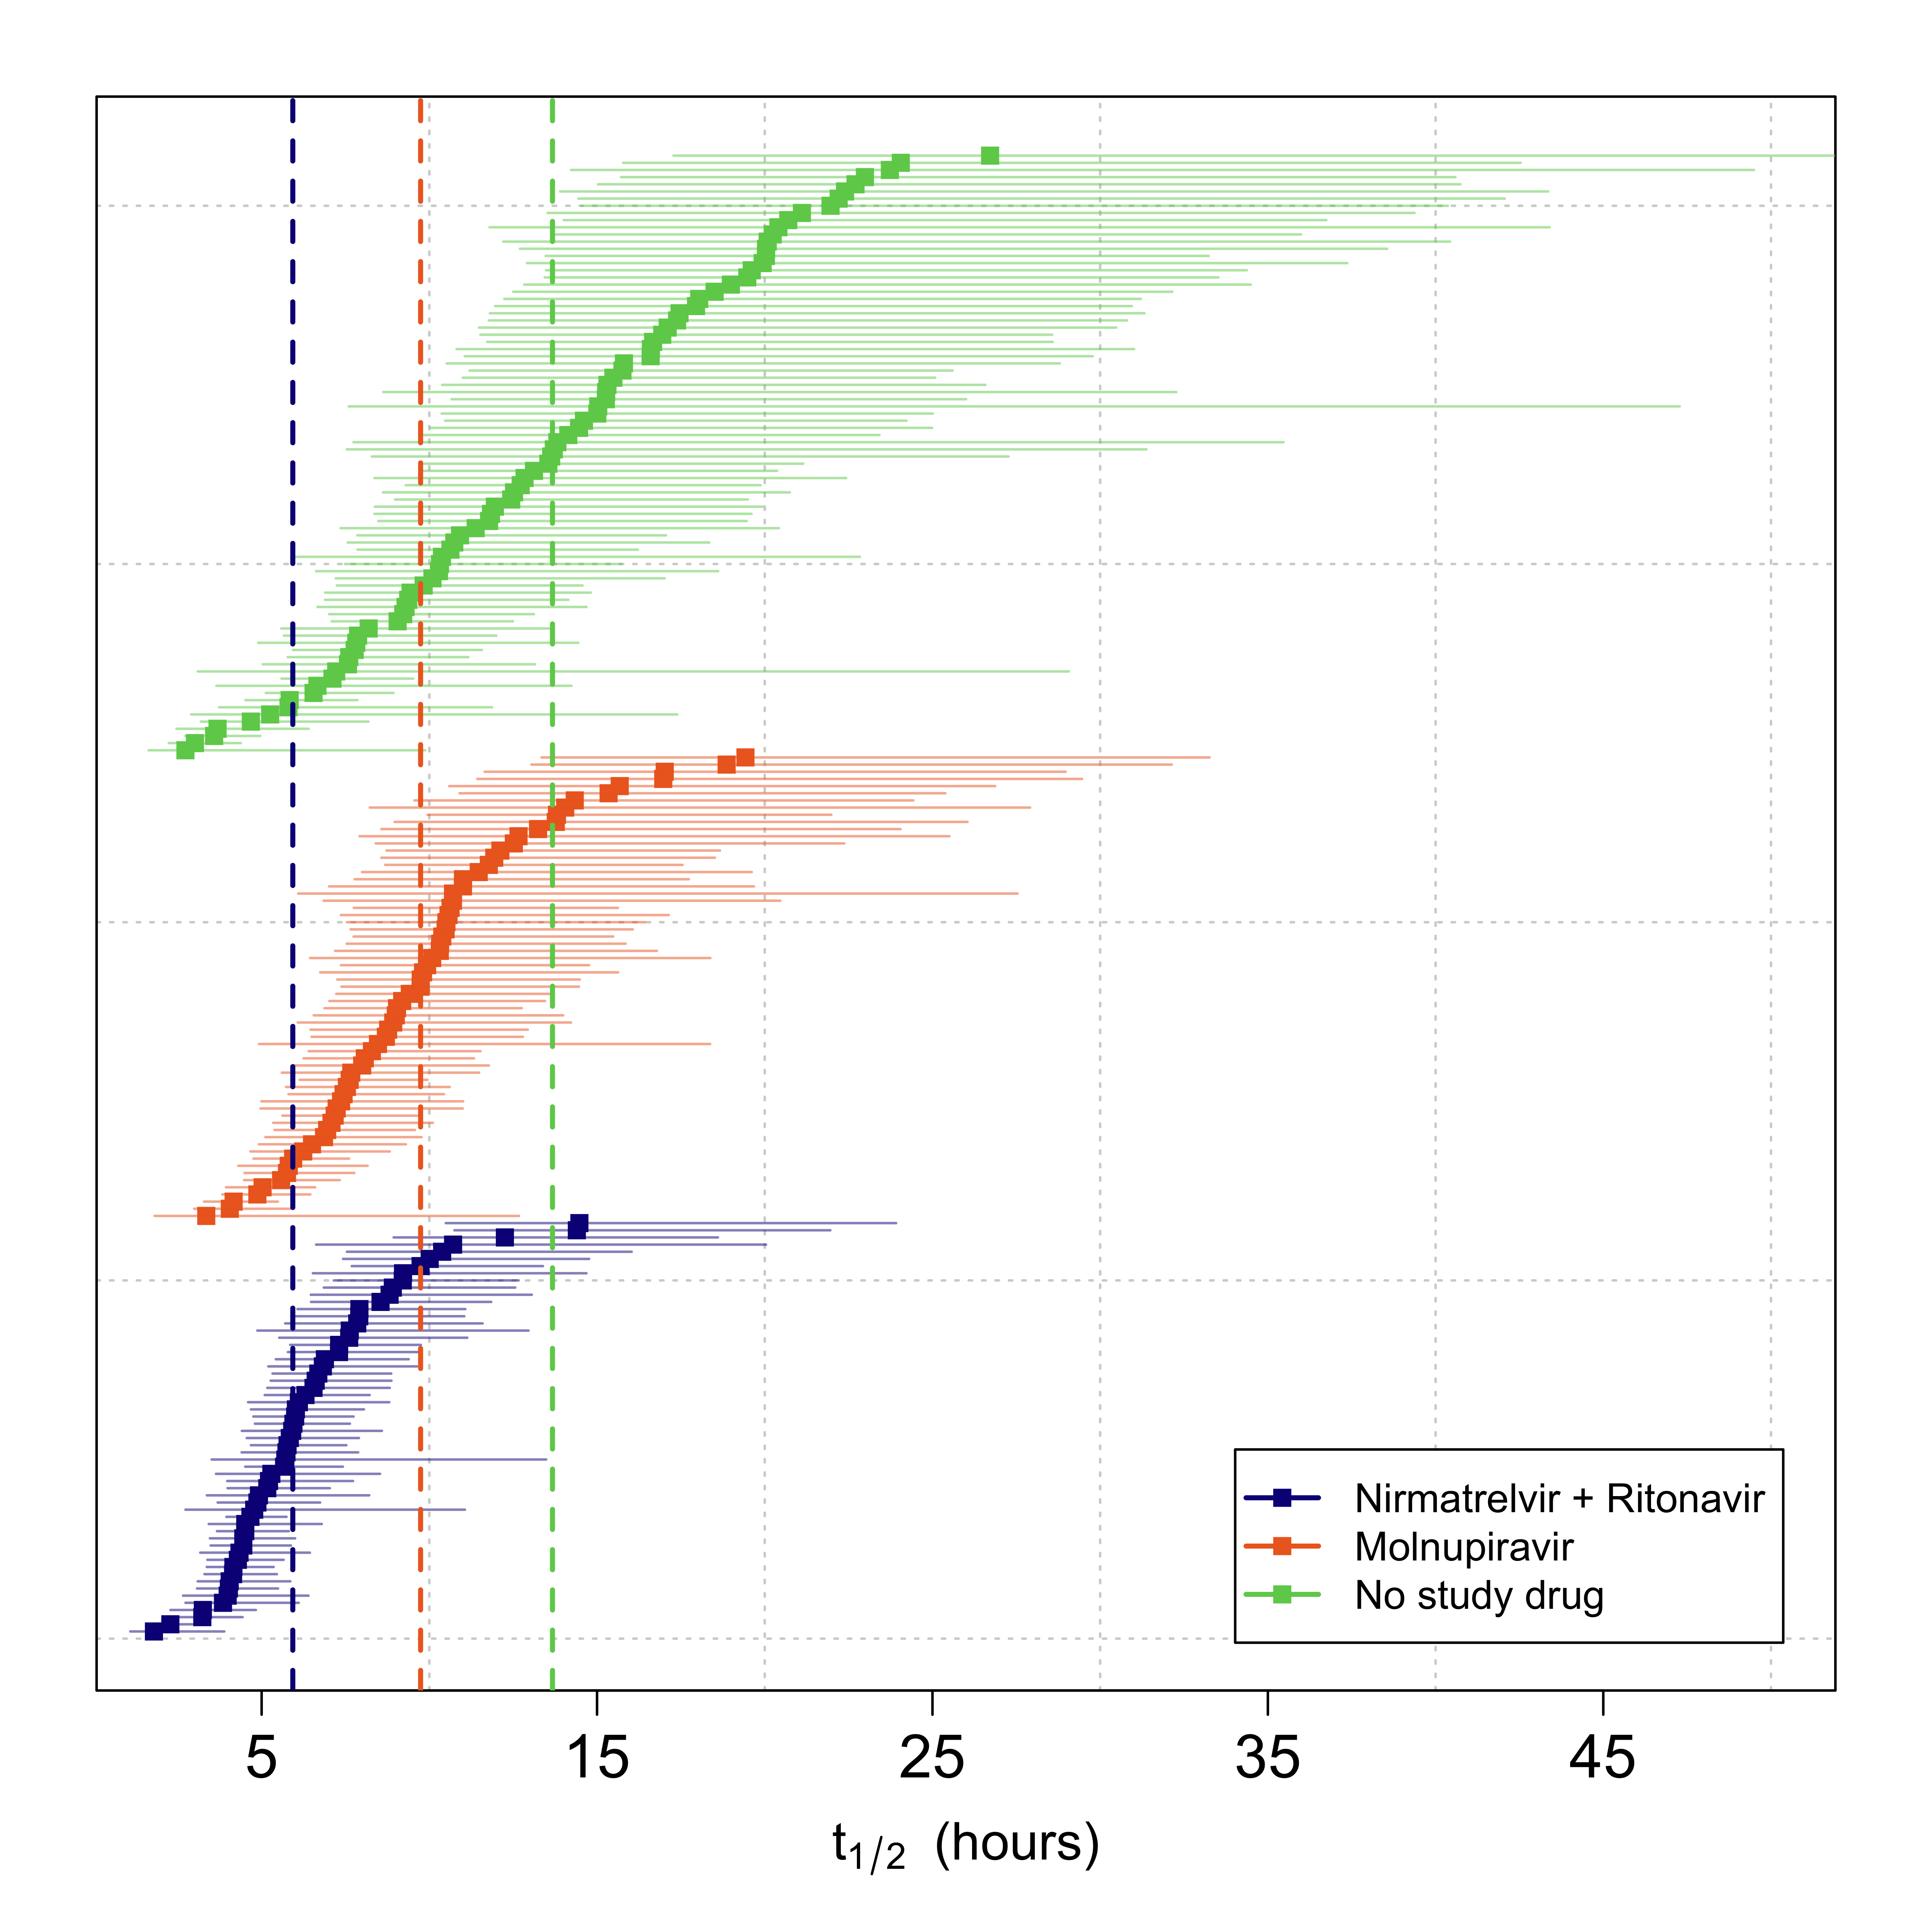 Nirmatrelvir + Ritonavir
Molnupiravir
No study drug
5 15 25 35 45
t1/2 (hours)